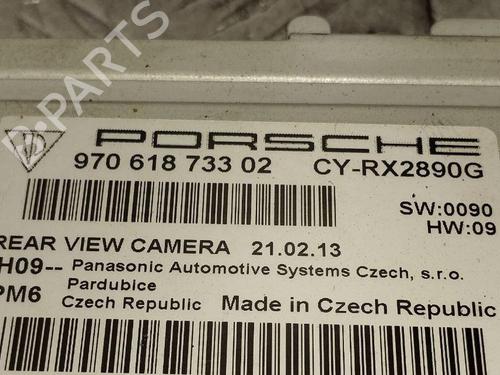 B PARTS
PORSCHE
970 618 733 02 CY-RX2890G
SW:0090
HW:09
REAR VIEW CAMERA 21.02.13
H09-- Panasonic Automotive Systems Czech, s.r.o.
PM6 Pardubice
Czech Republic Made in Czech Republic